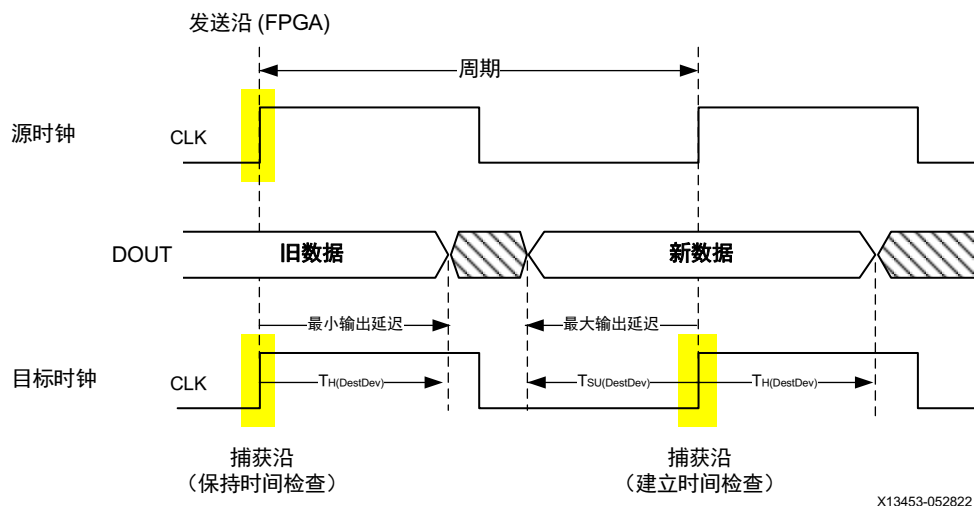 发送沿 (FPGA)
周期
源时钟
CLK
DOUT
旧数据
新数据
最小输出延迟
最大输出延迟
目标时钟
CLK
TH(DestDev)
TSU(DestDev)
TH(DestDev)
捕获沿
（保持时间检查）
捕获沿
（建立时间检查）
X13453-052822